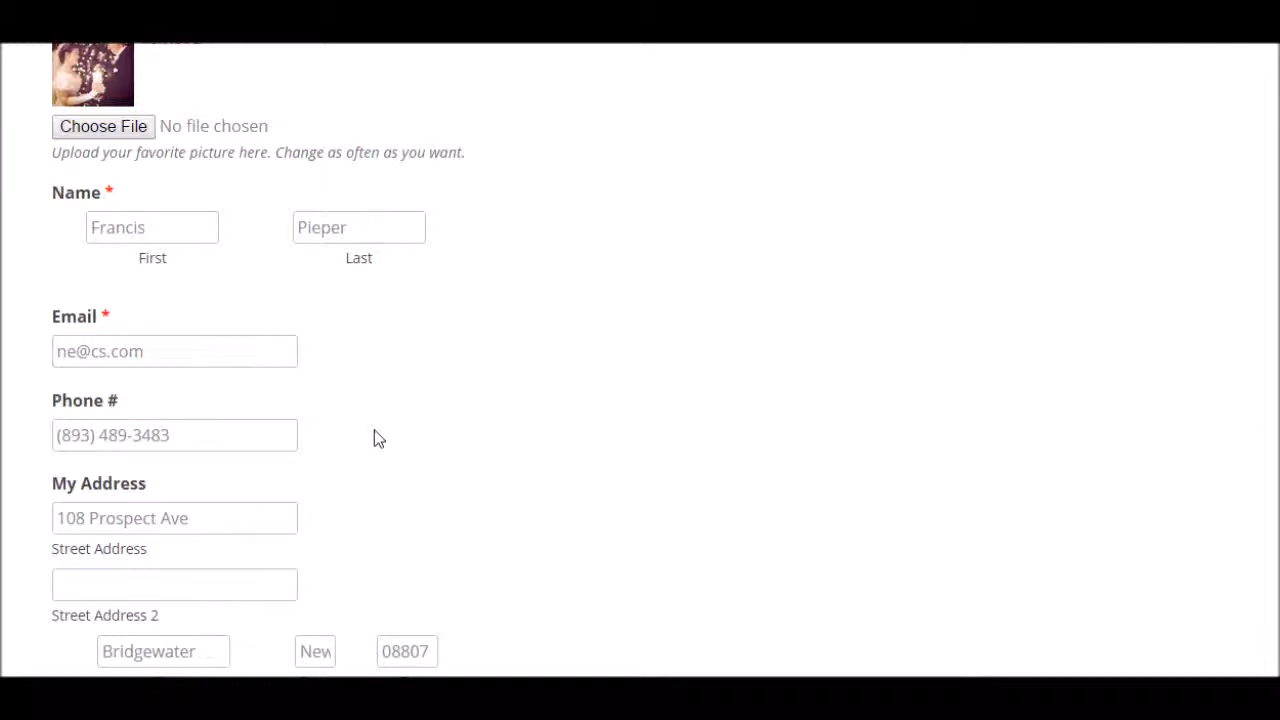 Choose File No file chosen
Upload your favorite picture here. Change as often as you want.
Name *
Francis Pieper
First Last
Email *
ne@cs.com
Phone #
(893) 489-3483
My Address
108 Prospect Ave
Street Address
Street Address 2
Bridgewater New 08807